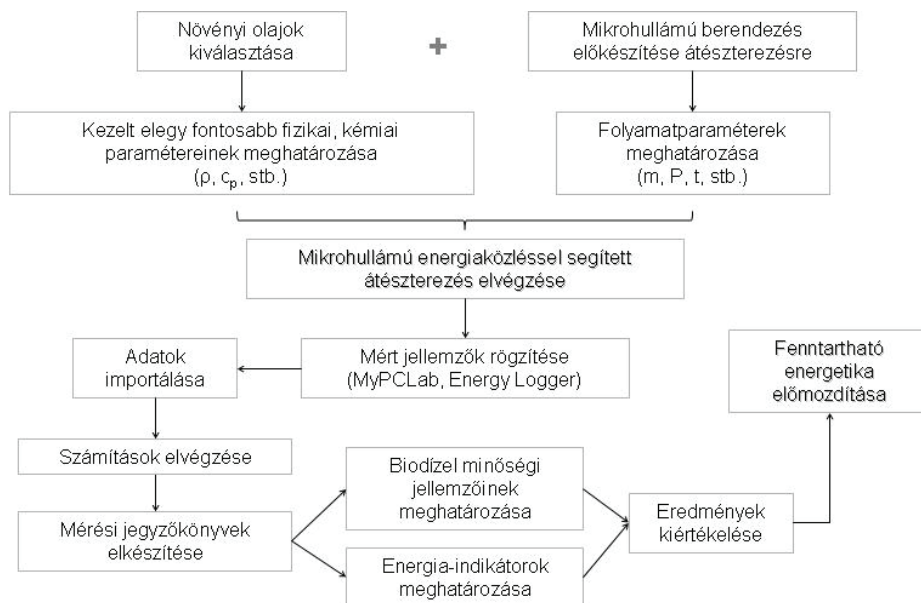 Növényi olajok
kiválasztása
+
Mikrohullámú berendezés
előkészítése átészterezésre
Kezelt elegy fontosabb fizikai, kémiai
paramétereinek meghatározása
(ρ, cₚ, stb.)
Folyamatparaméterek
meghatározása
(m, P, t, stb.)
Mikrohullámú energiaközléssel segített
átészterezés elvégzése
Adatok
importálása
Mért jellemzők rögzítése
(MyPCLab, Energy Logger)
Fenntartható
energetika
előmozdítása
Számítások elvégzése
Mérési jegyzőkönyvek
elkészítése
Biodízel minőségi
jellemzőinek
meghatározása
Energia-indikátorok
meghatározása
Eredmények
kiértékelése